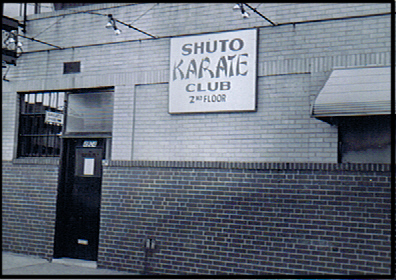 SHUTO
KARATE
CLUB
2ND FLOOR